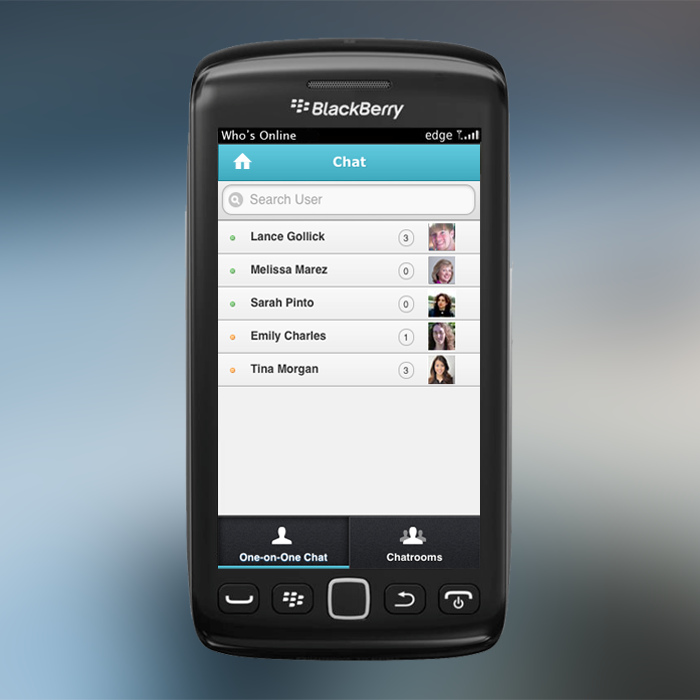 BlackBerry
Who's Online edge
Chat
Search User
Lance Gollick 3
Melissa Marez 0
Sarah Pinto 0
Emily Charles 1
Tina Morgan 3
One-on-One Chat Chatrooms